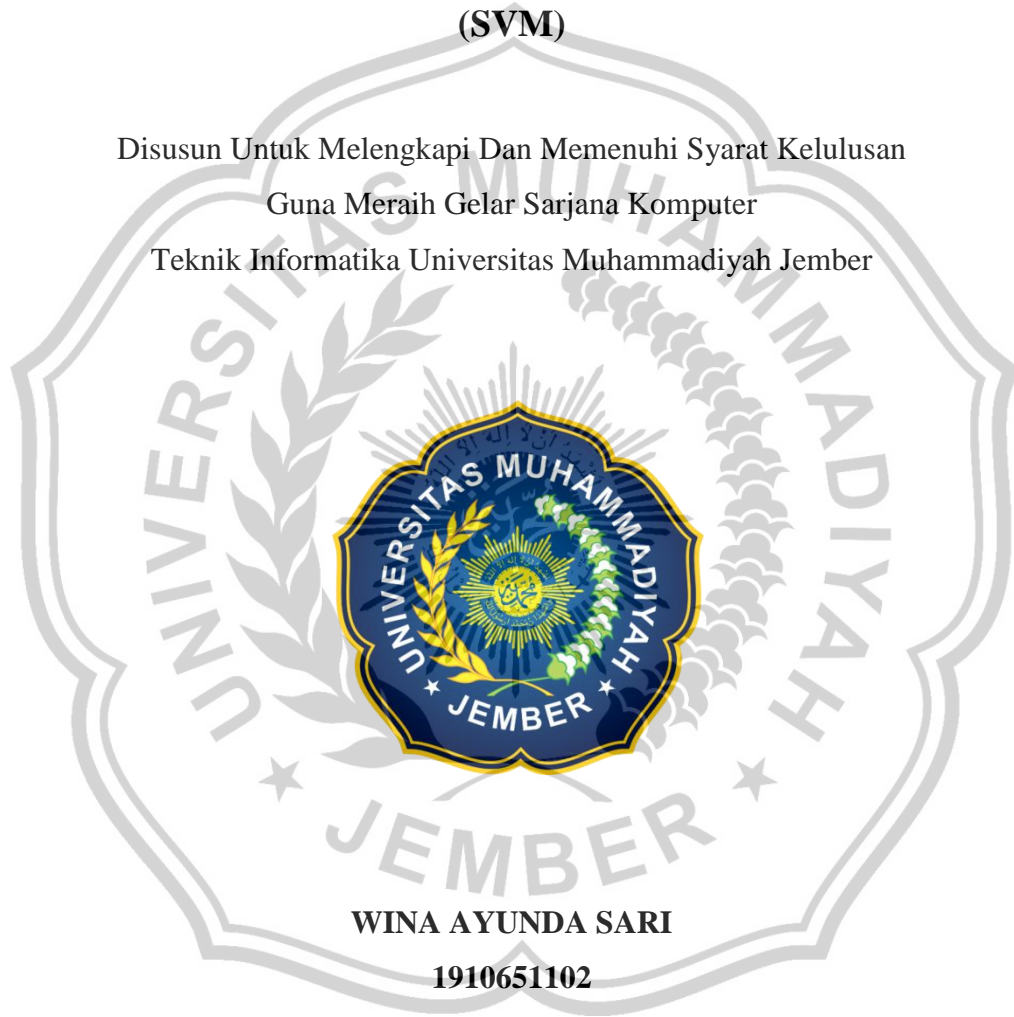 (SVM)
Disusun Untuk Melengkapi Dan Memenuhi Syarat Kelulusan
Guna Meraih Gelar Sarjana Komputer
Teknik Informatika Universitas Muhammadiyah Jember
UNIVERSITAS MUHAMMADIYAH
JEMBER
UNIVERSITAS MUHAMMADIYAH
JEMBER
WINA AYUNDA SARI
1910651102